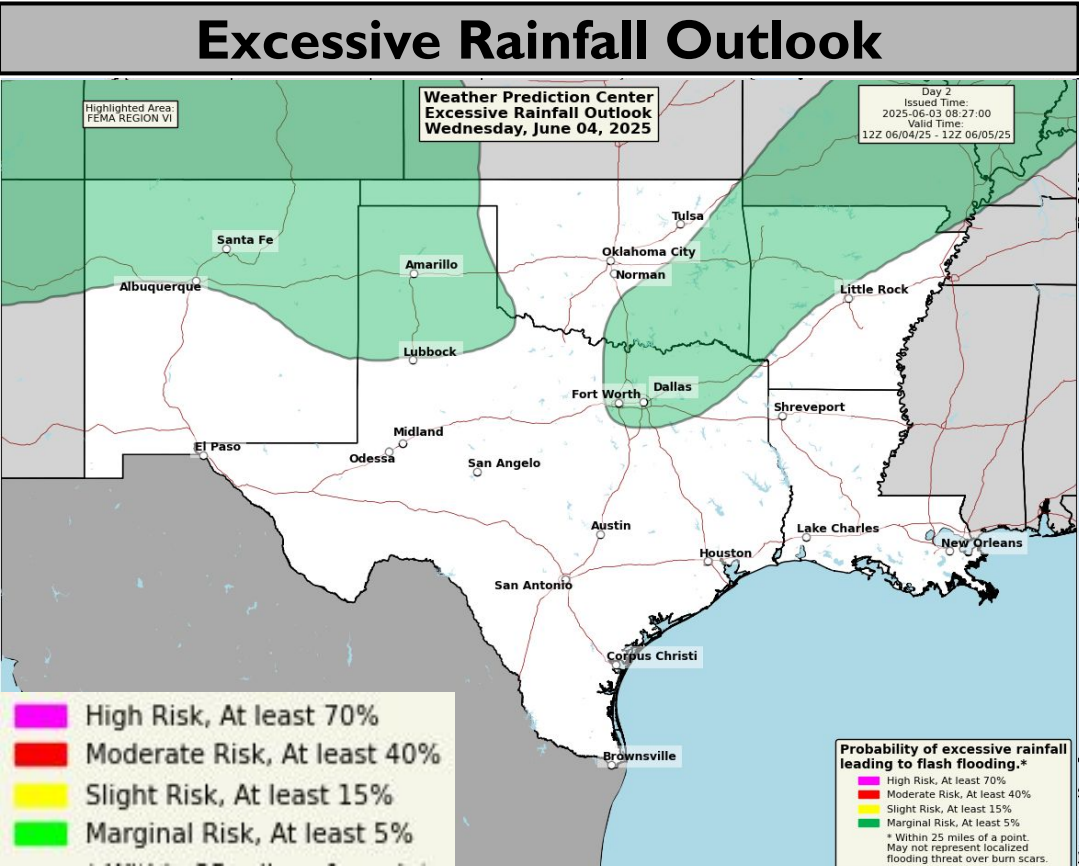 Excessive Rainfall Outlook
Highlighted Area:
FEMA REGION VI
Weather Prediction Center
Excessive Rainfall Outlook
Wednesday, June 04, 2025
Day 2
Issued Time:
2025-06-03 08:27:00
Valid Time:
12Z 06/04/25 - 12Z 06/05/25
Tulsa
Santa Fe
Oklahoma City
Amarillo
Norman
Albuquerque
Little Rock
Lubbock
Dallas
Fort Worth
Shreveport
Midland
El Paso
Odessa
San Angelo
Austin
Lake Charles
New Orleans
Houston
San Antonio
Corpus Christi
Brownsville
High Risk, At least 70%
Moderate Risk, At least 40%
Slight Risk, At least 15%
Marginal Risk, At least 5%
Probability of excessive rainfall
leading to flash flooding.*
High Risk, At least 70%
Moderate Risk, At least 40%
Slight Risk, At least 15%
Marginal Risk, At least 5%
* Within 25 miles of a point.
May not represent localized
flooding threat over burn scars.